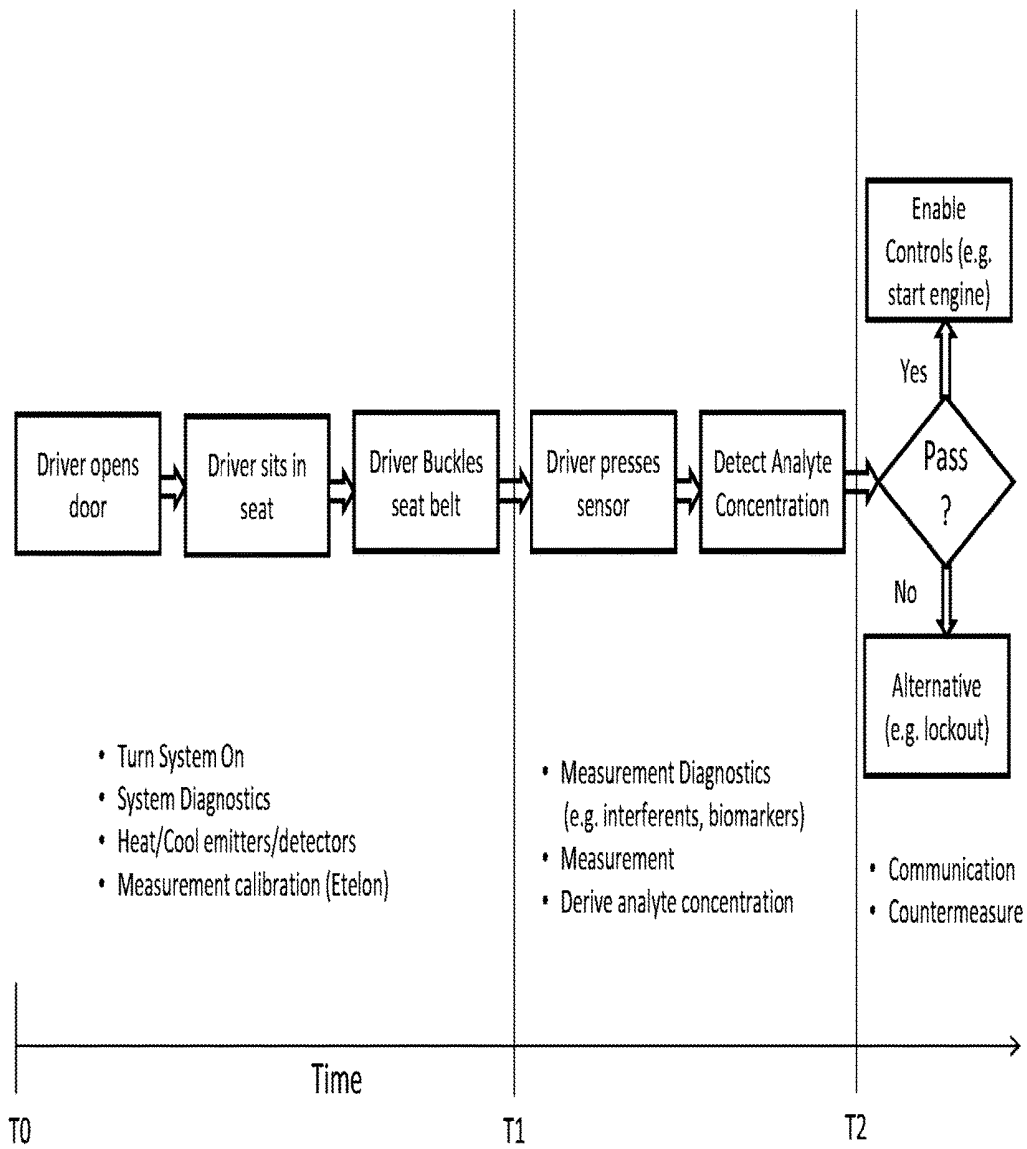 Enable
Controls (e.g.
start engine)
Yes
Driver opens
door
Driver sits in
seat
Driver Buckles
seat belt
Driver presses
sensor
Detect Analyte
Concentration
Pass
?
No
Alternative
(e.g. lockout)
• Turn System On
• System Diagnostics
• Heat/Cool emitters/detectors
• Measurement calibration (Etelon)
• Measurement Diagnostics
(e.g. interferents, biomarkers)
• Measurement
• Derive analyte concentration
• Communication
• Countermeasure
Time
T0
T1
T2